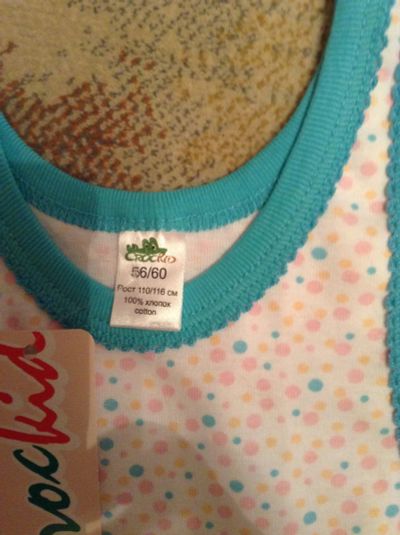 CROCKID
56/60
Рост 110/116 см
100% хлопок
cotton
rockid